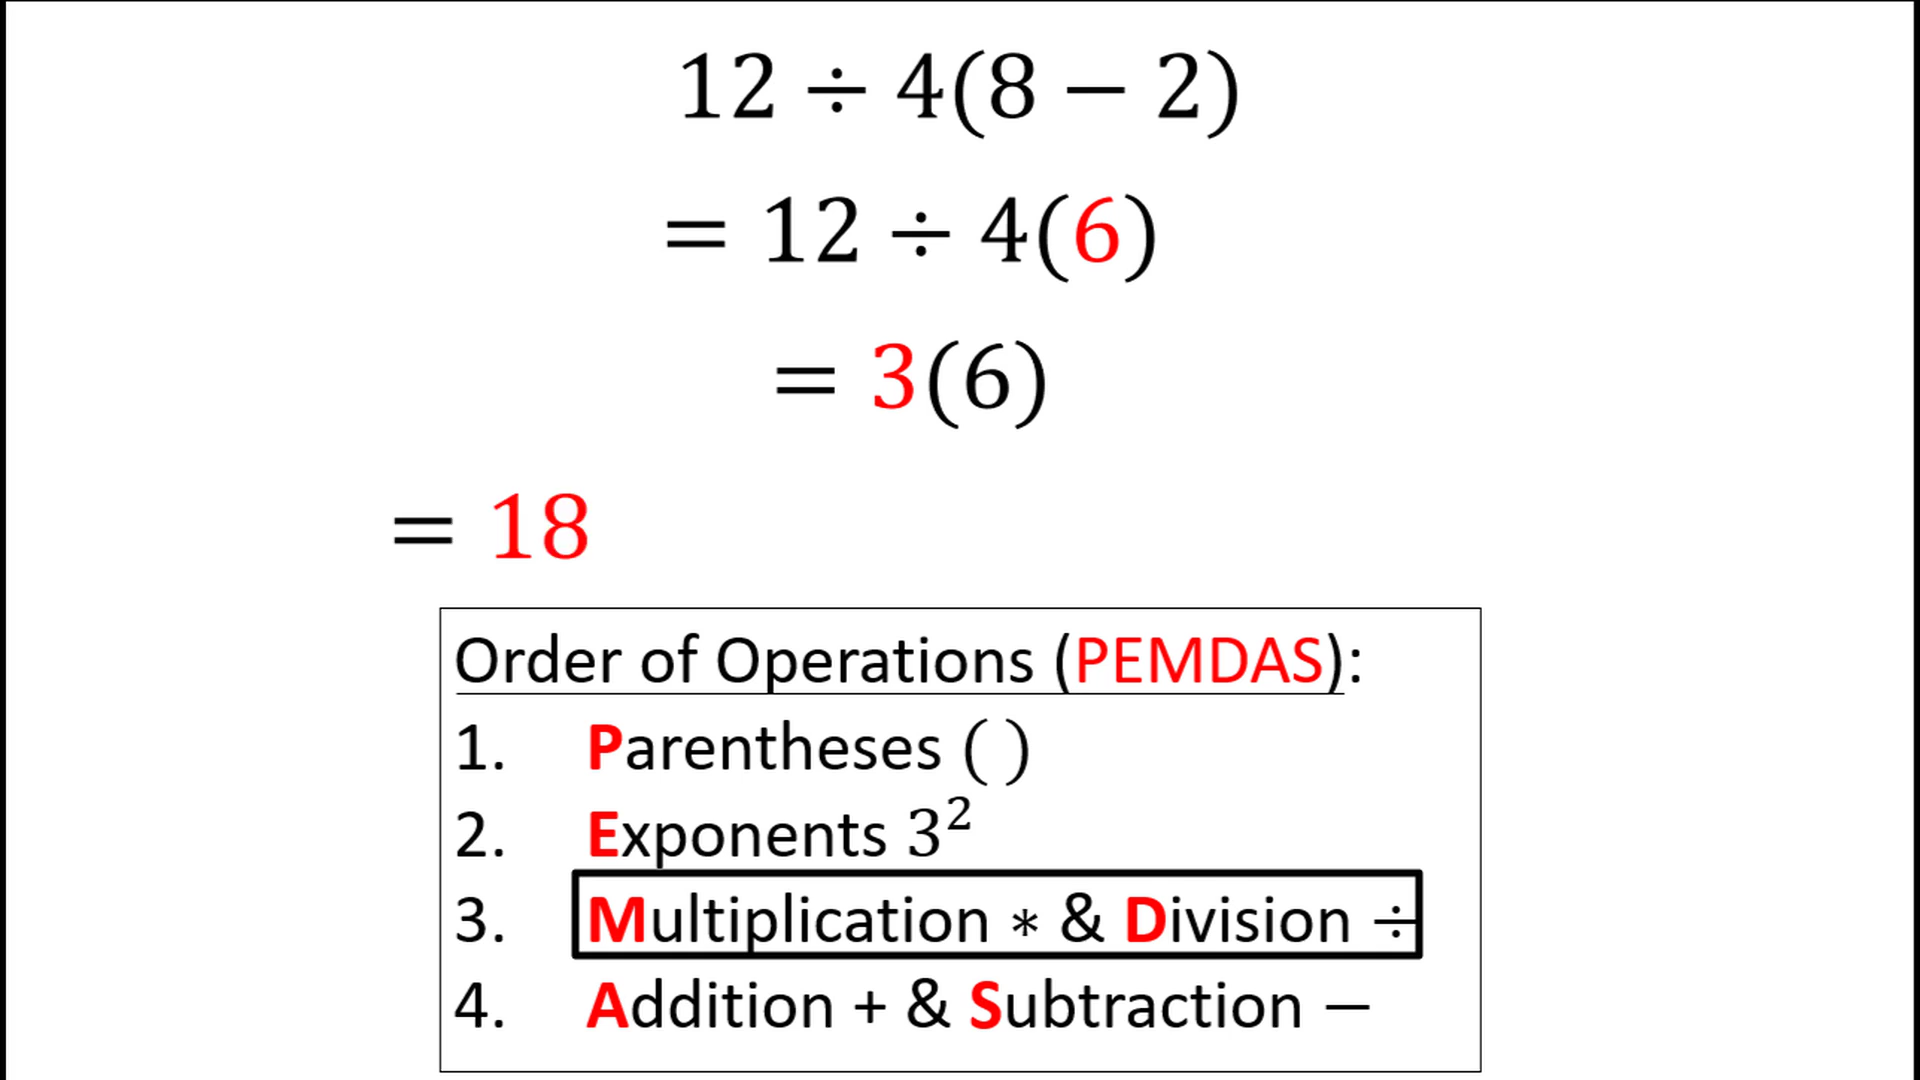 12 ÷ 4(8 − 2)
= 12 ÷ 4(6)
= 3(6)
= 18
Order of Operations (PEMDAS):
1. Parentheses ( )
2. Exponents 3²
3. Multiplication ∗ & Division ÷
4. Addition + & Subtraction −